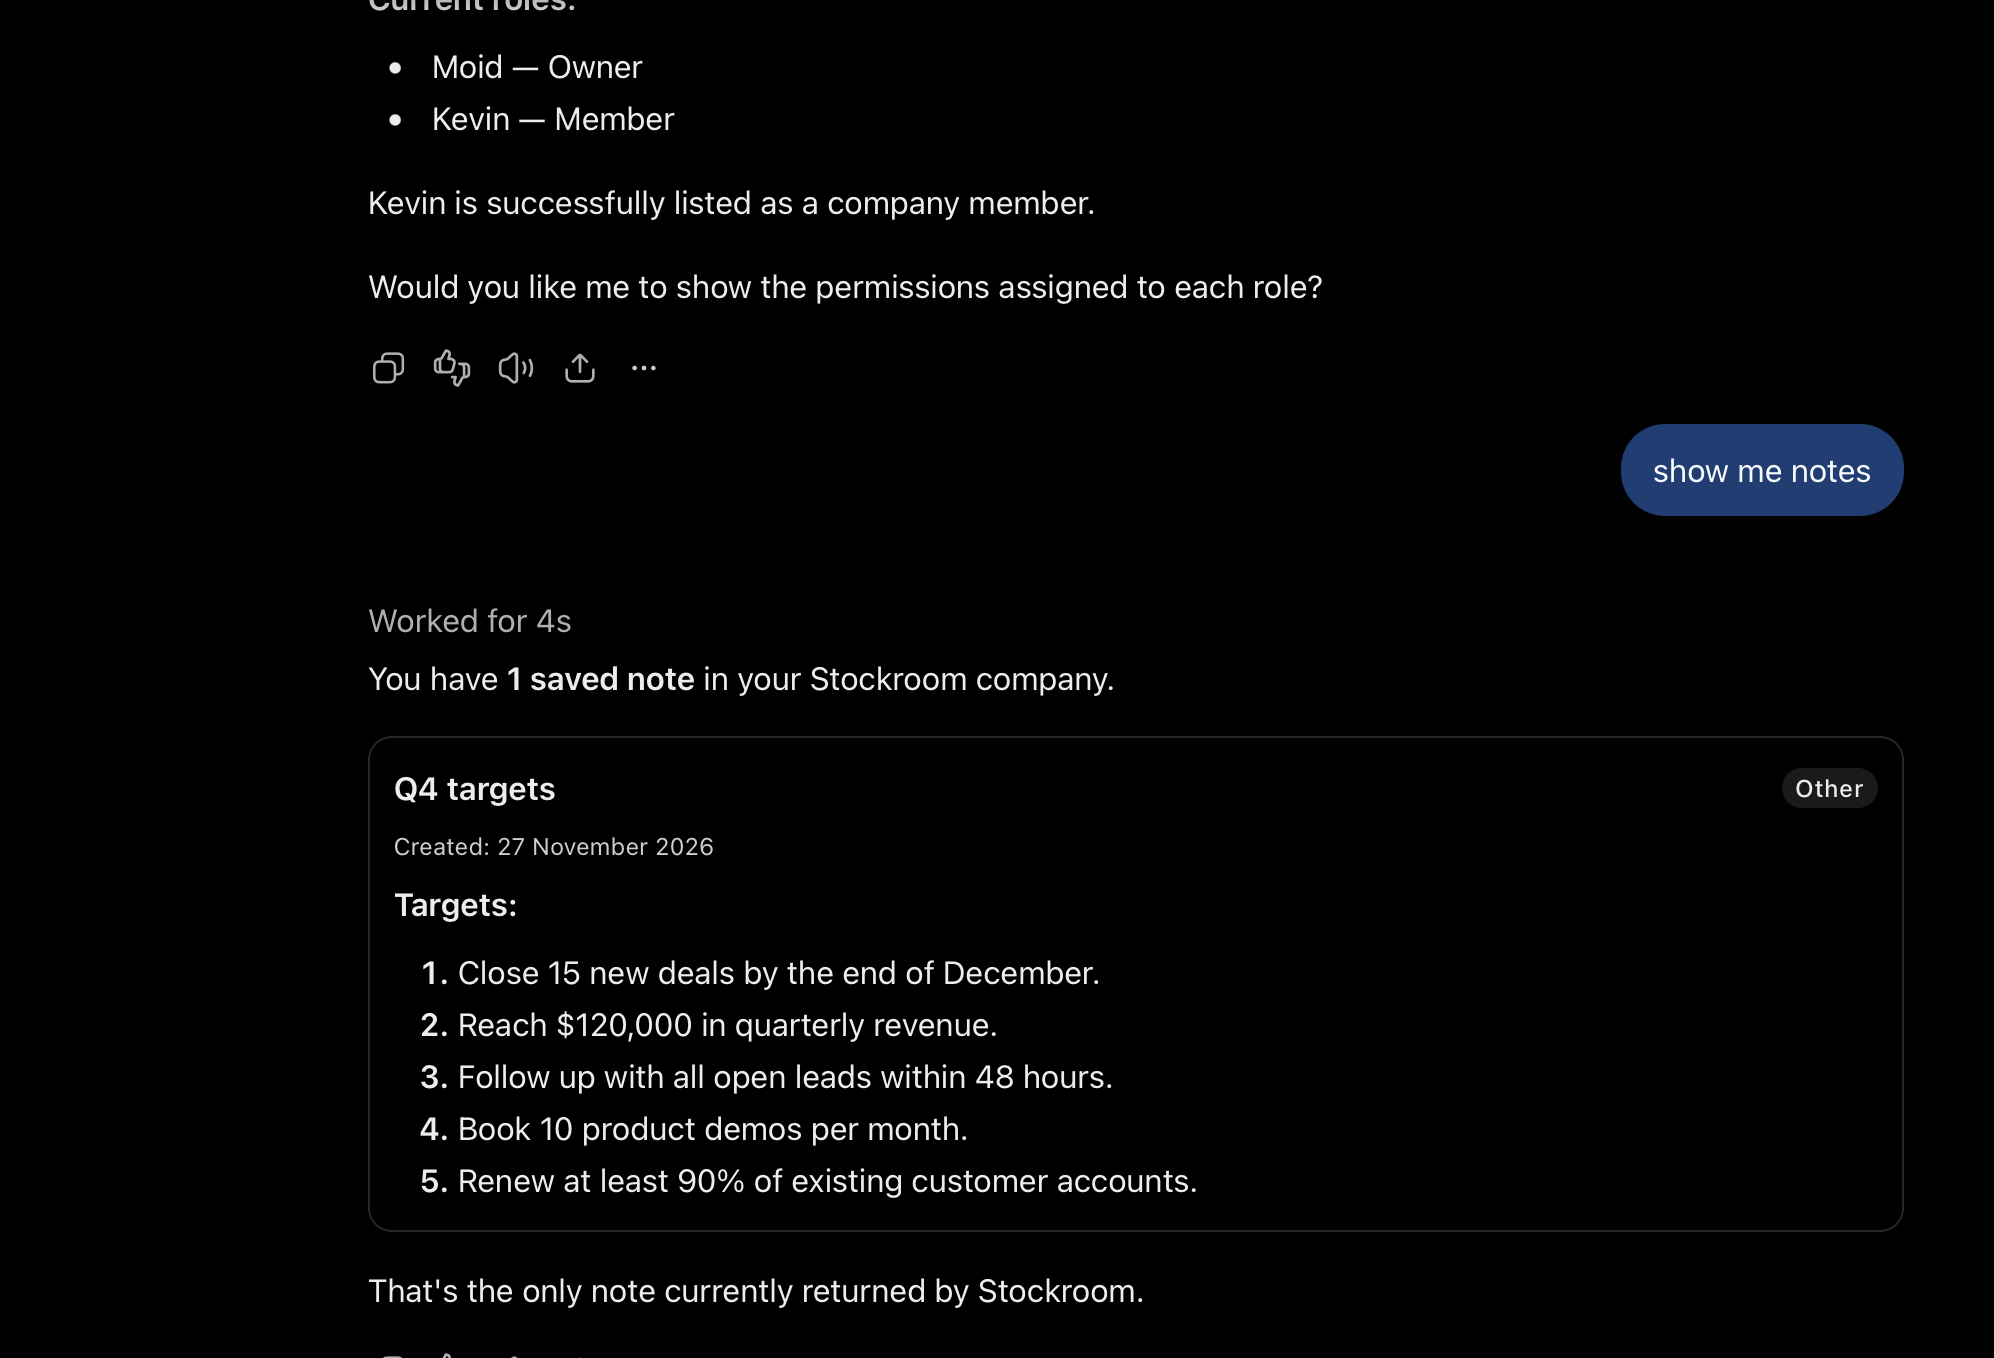 Current roles:
• Moid — Owner
• Kevin — Member
Kevin is successfully listed as a company member.
Would you like me to show the permissions assigned to each role?
show me notes
Worked for 4s
You have 1 saved note in your Stockroom company.
Q4 targets
Other
Created: 27 November 2026
Targets:
1. Close 15 new deals by the end of December.
2. Reach $120,000 in quarterly revenue.
3. Follow up with all open leads within 48 hours.
4. Book 10 product demos per month.
5. Renew at least 90% of existing customer accounts.
That's the only note currently returned by Stockroom.